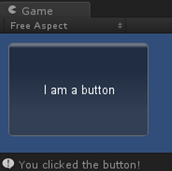 Game
Free Aspect
I am a button
You clicked the button!